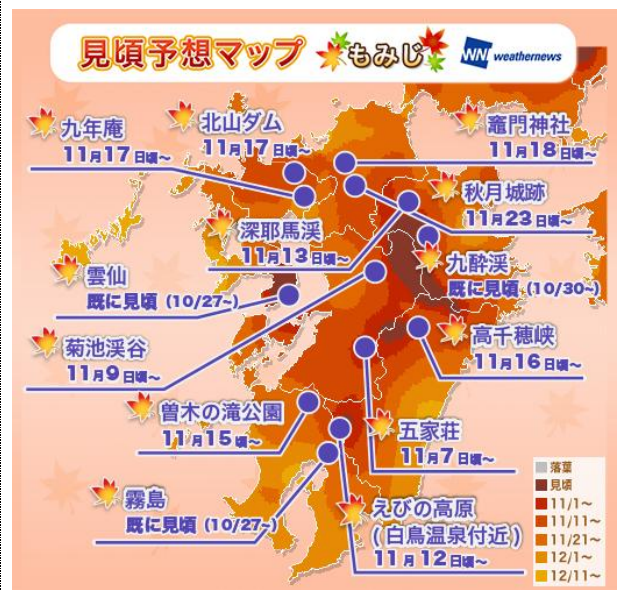 見頃予想マップ もみじ WNI weathernews
九年庵
11月17日頃~
北山ダム
11月17日頃~
竈門神社
11月18日頃~
秋月城跡
11月23日頃~
深耶馬渓
11月13日頃~
雲仙
既に見頃 (10/27~)
九酔渓
既に見頃 (10/30~)
菊池渓谷
11月9日頃~
高千穂峡
11月16日頃~
曽木の滝公園
11月15日頃~
五家荘
11月7日頃~
霧島
既に見頃 (10/27~)
えびの高原
(白鳥温泉付近)
11月12日頃~
落葉
見頃
11/1~
11/11~
11/21~
12/1~
12/11~